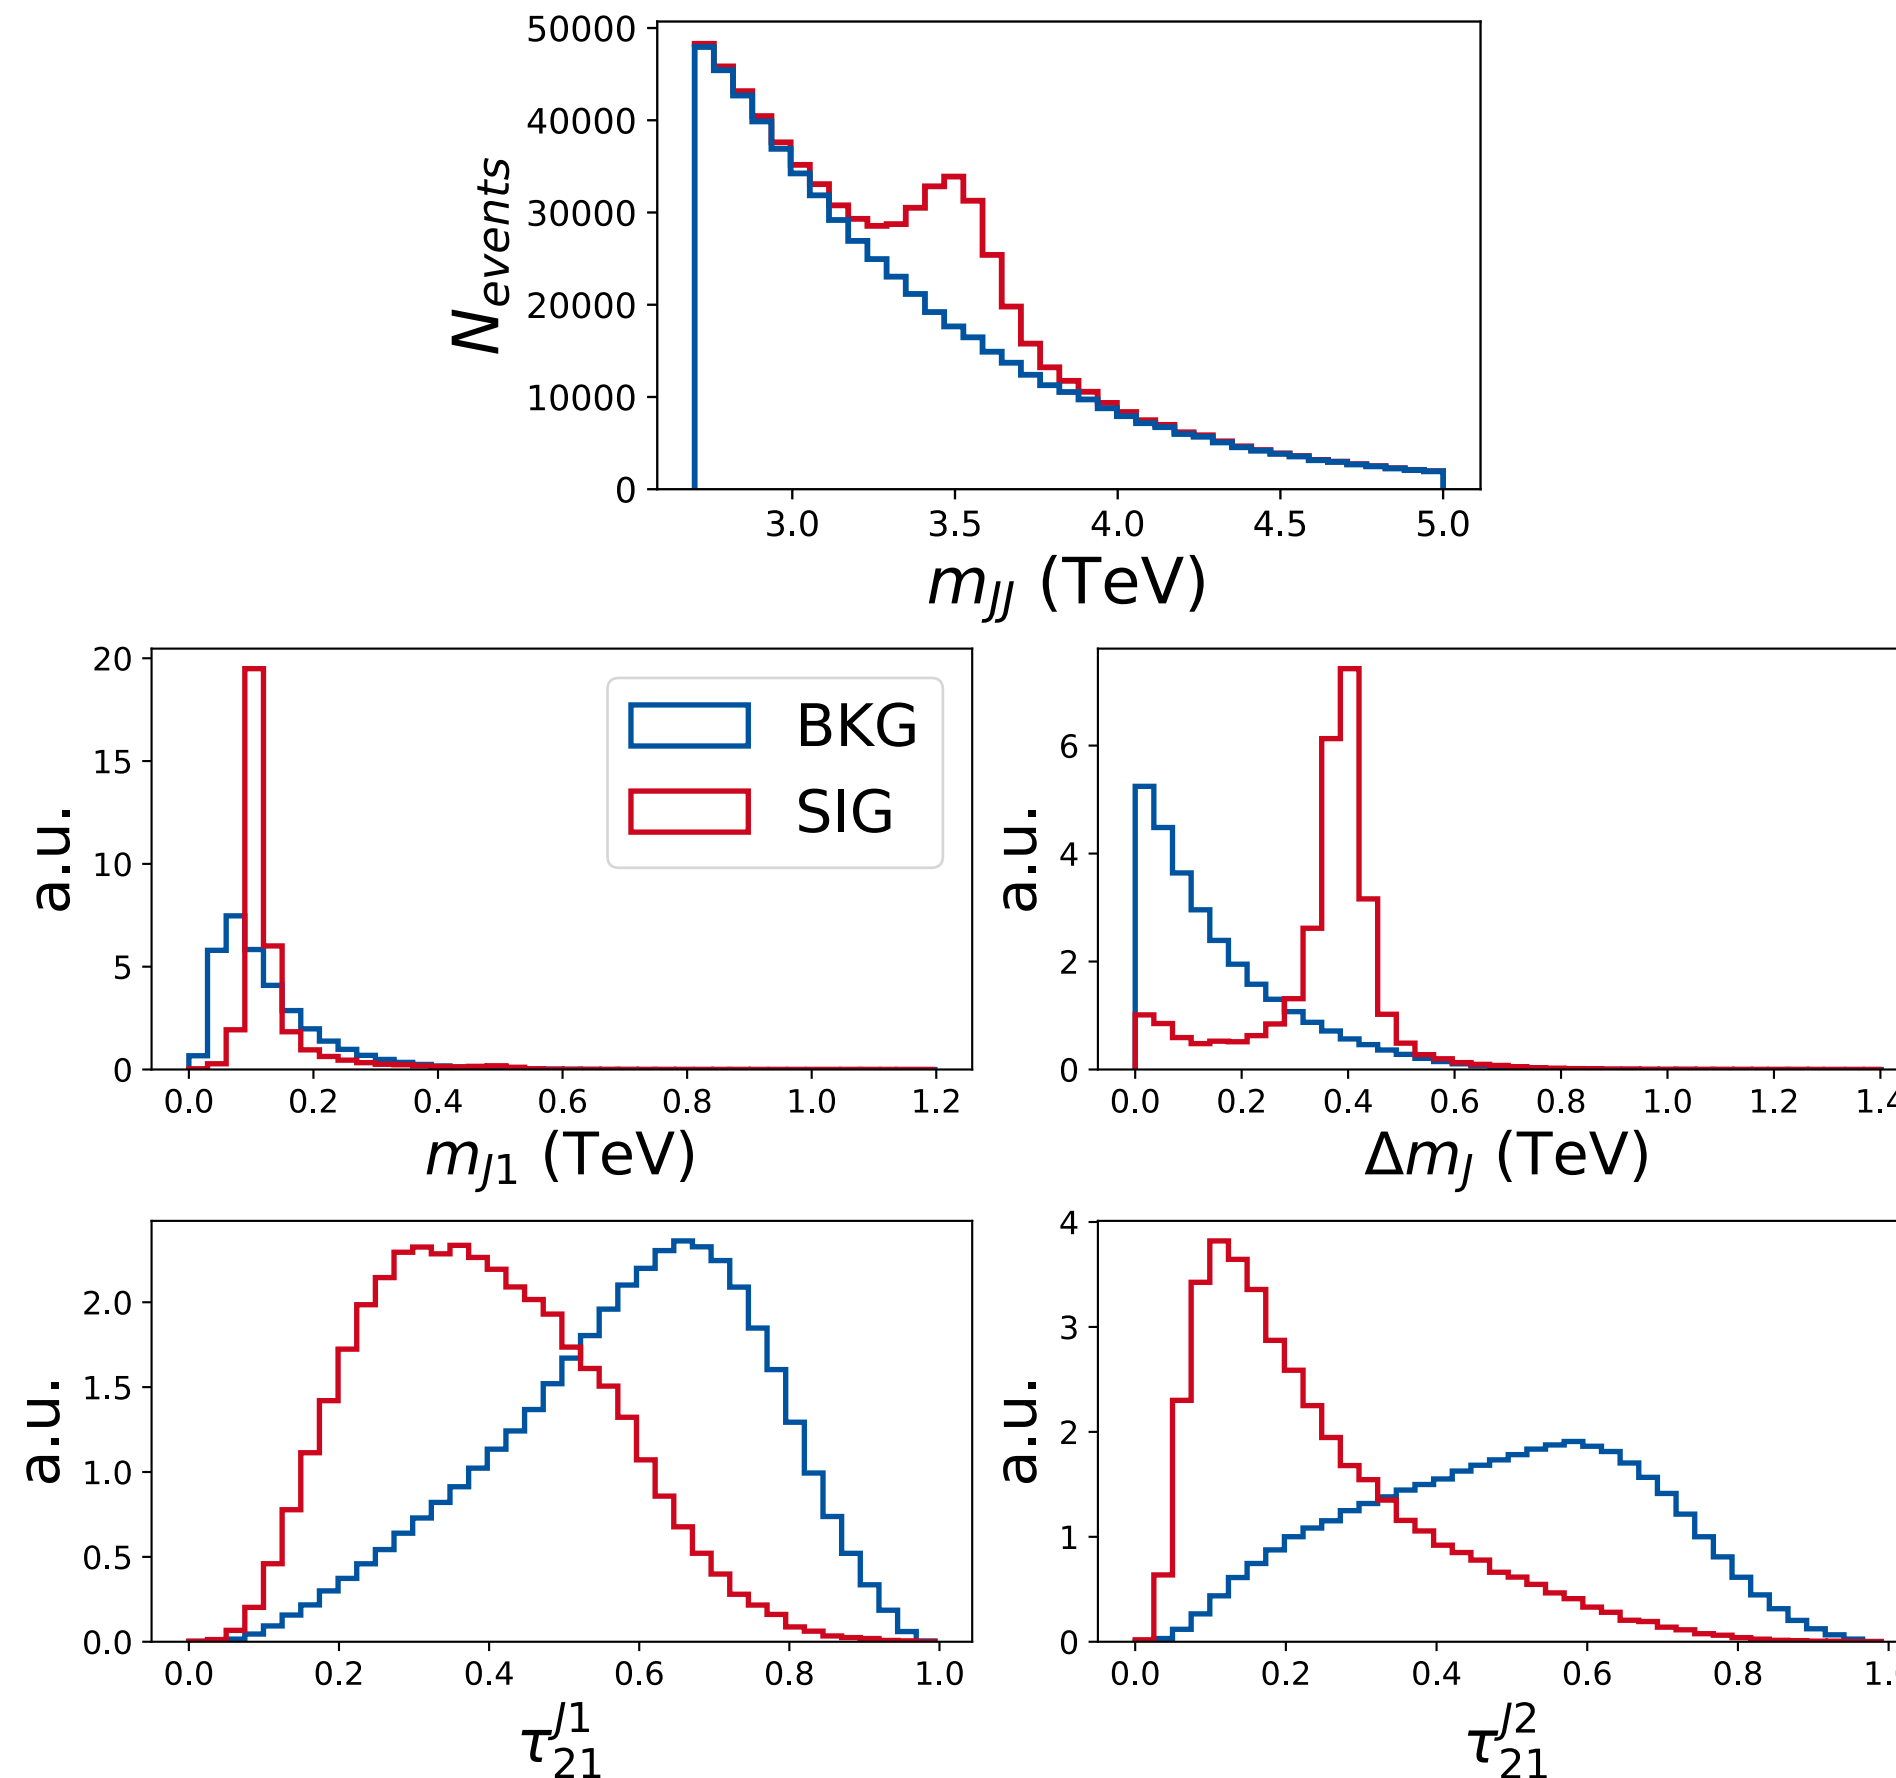 50000
40000
30000
20000
10000
0
N_events
3.0 3.5 4.0 4.5 5.0
m_JJ (TeV)
20
15
10
5
0
a.u.
BKG
SIG
0.0 0.2 0.4 0.6 0.8 1.0 1.2
m_J1 (TeV)
6
4
2
0
a.u.
0.0 0.2 0.4 0.6 0.8 1.0 1.2 1.4
Δm_J (TeV)
2.0
1.5
1.0
0.5
0.0
a.u.
0.0 0.2 0.4 0.6 0.8 1.0
τ_21^J1
4
3
2
1
0
a.u.
0.0 0.2 0.4 0.6 0.8 1.
τ_21^J2